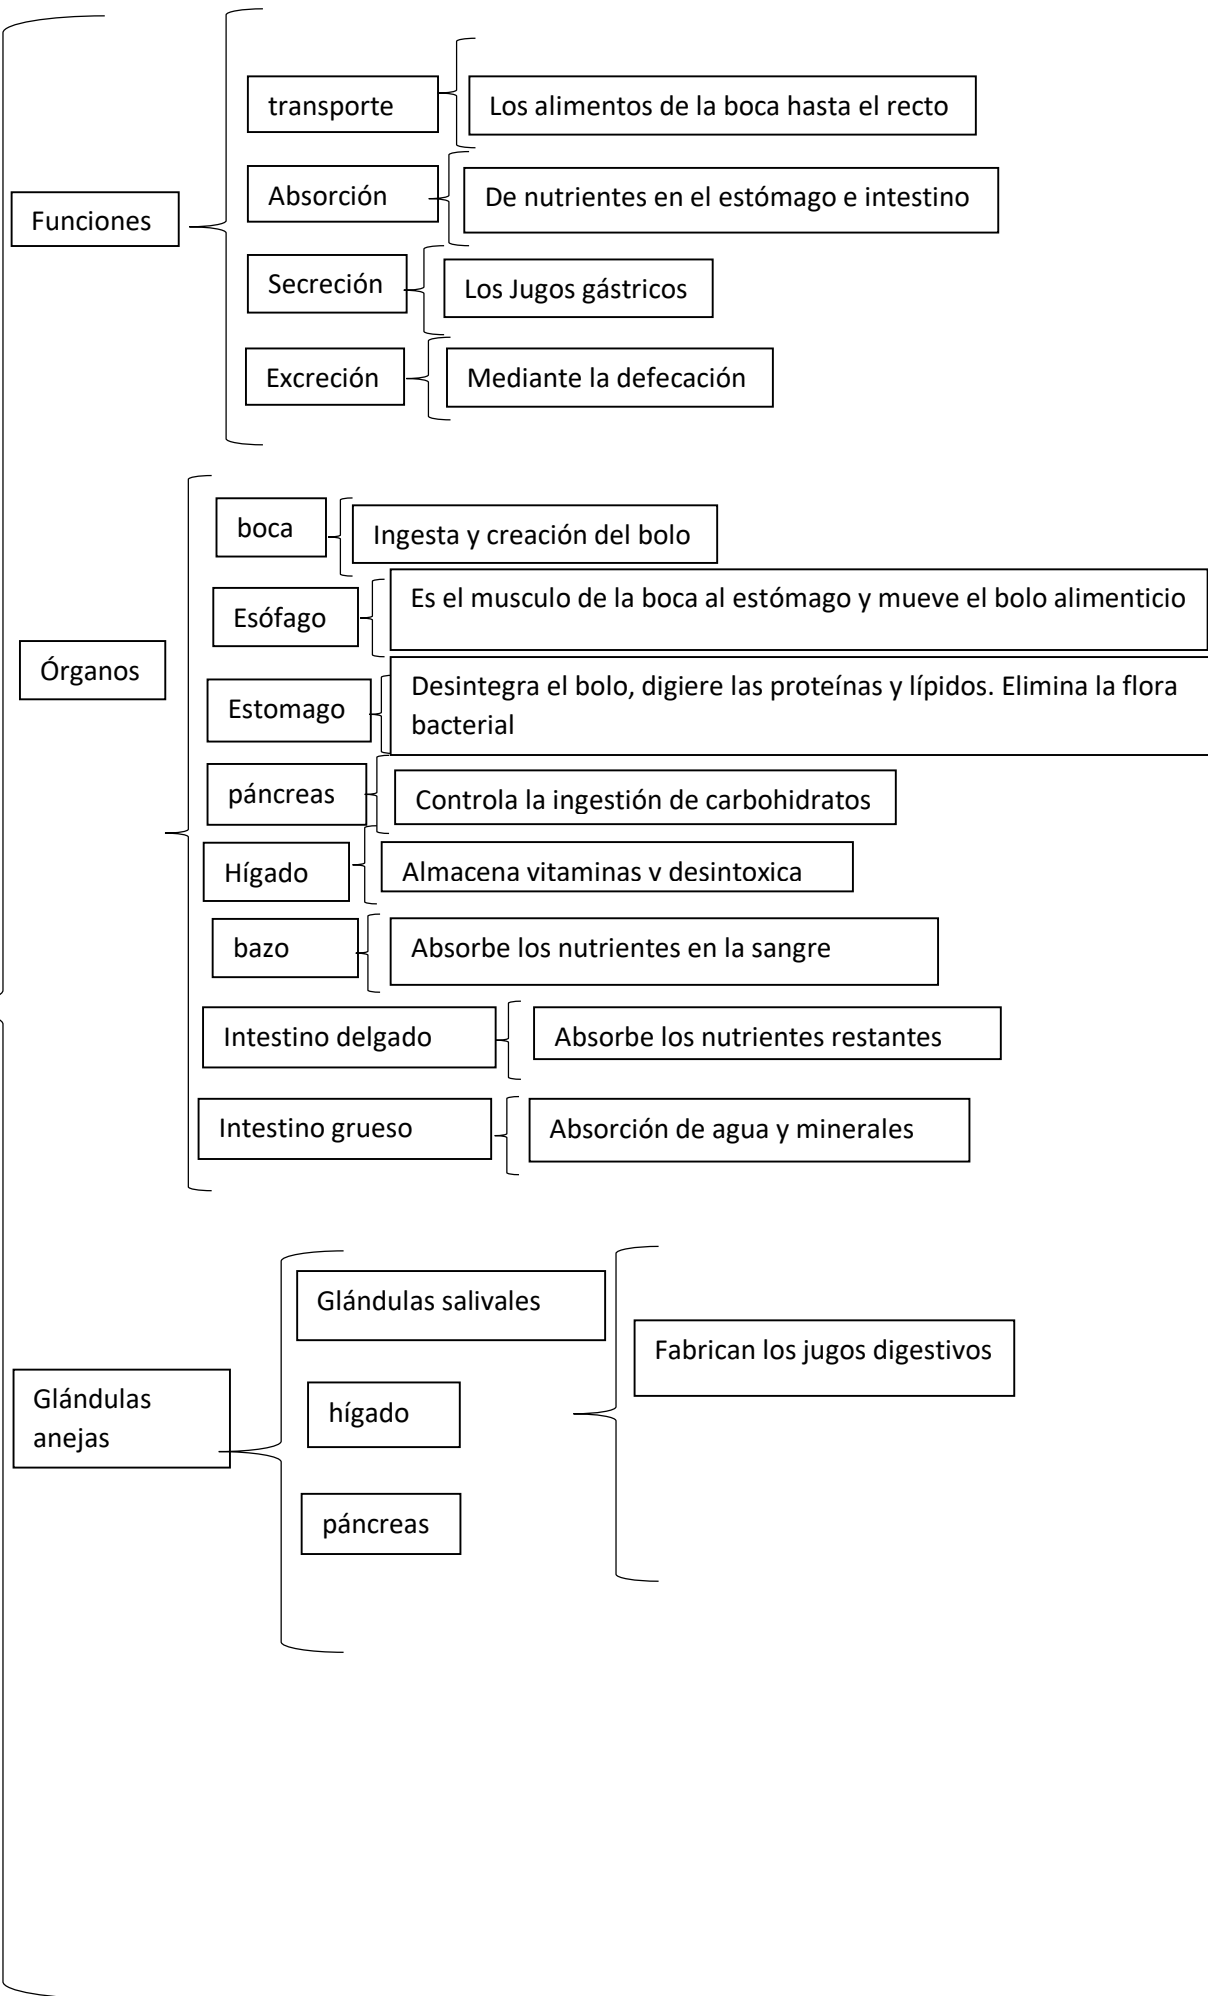 transporte
Los alimentos de la boca hasta el recto
Absorción
De nutrientes en el estómago e intestino
Funciones
Secreción
Los Jugos gástricos
Excreción
Mediante la defecación
boca
Ingesta y creación del bolo
Esófago
Es el musculo de la boca al estómago y mueve el bolo alimenticio
Órganos
Estomago
Desintegra el bolo, digiere las proteínas y lípidos. Elimina la flora
bacterial
páncreas
Controla la ingestión de carbohidratos
Hígado
Almacena vitaminas y desintoxica
bazo
Absorbe los nutrientes en la sangre
Intestino delgado
Absorbe los nutrientes restantes
Intestino grueso
Absorción de agua y minerales
Glándulas salivales
Fabrican los jugos digestivos
Glándulas
anejas
hígado
páncreas